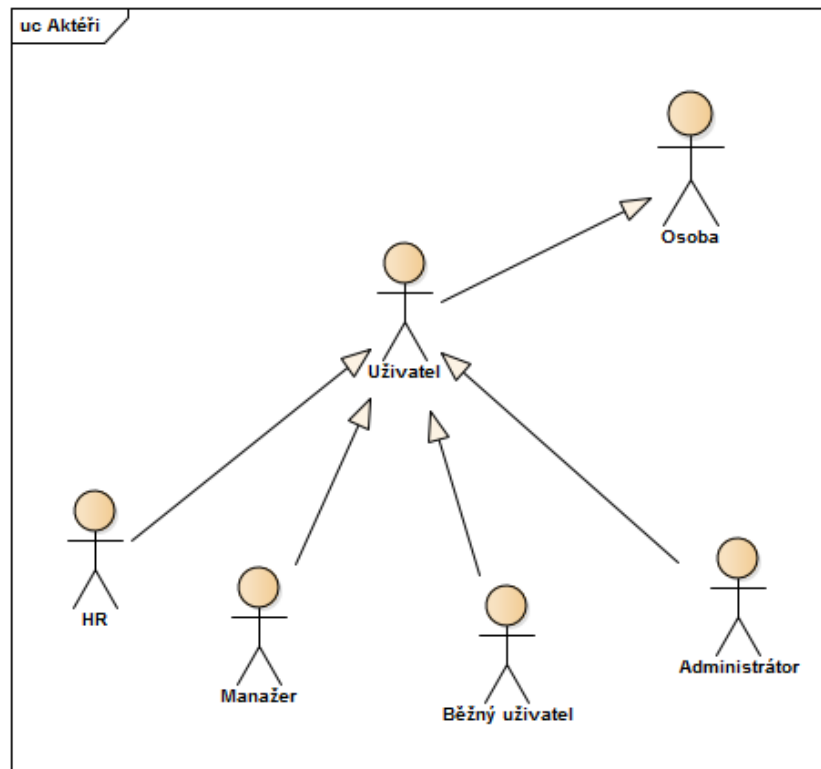 uc Aktéři
Osoba
Uživatel
HR
Manažer
Běžný uživatel
Administrátor